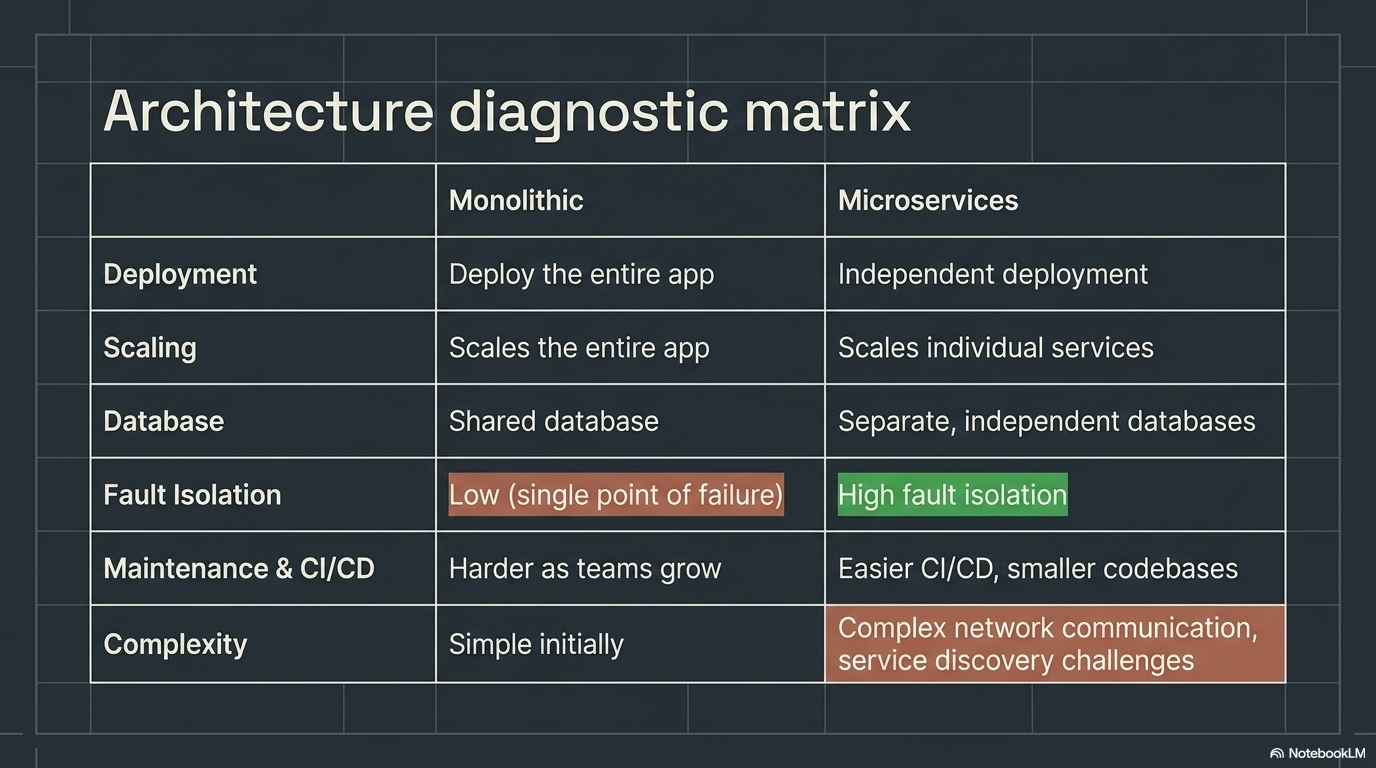 Architecture diagnostic matrix
Monolithic
Microservices
Deployment
Deploy the entire app
Independent deployment
Scaling
Scales the entire app
Scales individual services
Database
Shared database
Separate, independent databases
Fault Isolation
Low (single point of failure)
High fault isolation
Maintenance & CI/CD
Harder as teams grow
Easier CI/CD, smaller codebases
Complexity
Simple initially
Complex network communication,
service discovery challenges
NotebookLM